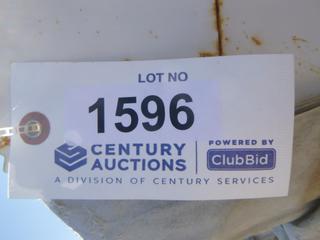 LOT NO
1596
CENTURY
AUCTIONS
POWERED BY
ClubBid
A DIVISION OF CENTURY SERVICES